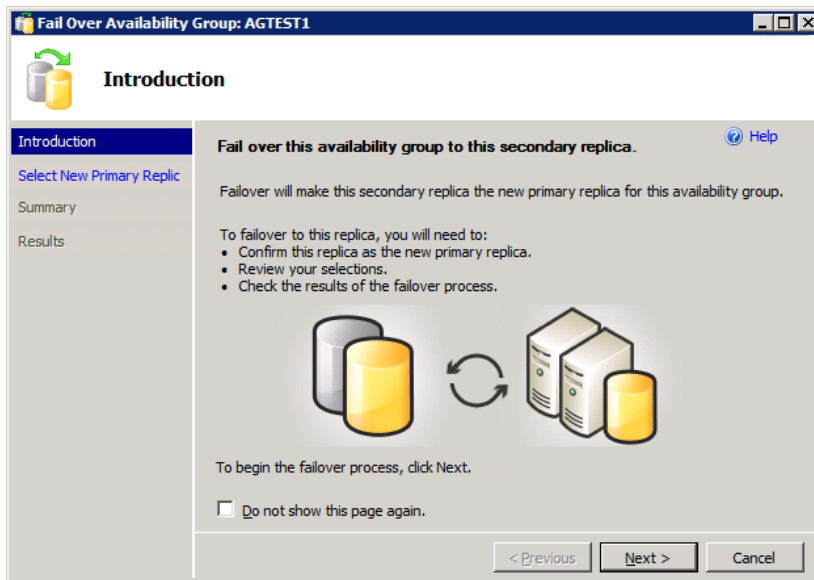 Fail Over Availability Group: AGTEST1
Introduction
Introduction
Select New Primary Replic
Summary
Results
Help
Fail over this availability group to this secondary replica.
Failover will make this secondary replica the new primary replica for this availability group.
To failover to this replica, you will need to:
• Confirm this replica as the new primary replica.
• Review your selections.
• Check the results of the failover process.
To begin the failover process, click Next.
Do not show this page again.
< Previous
Next >
Cancel